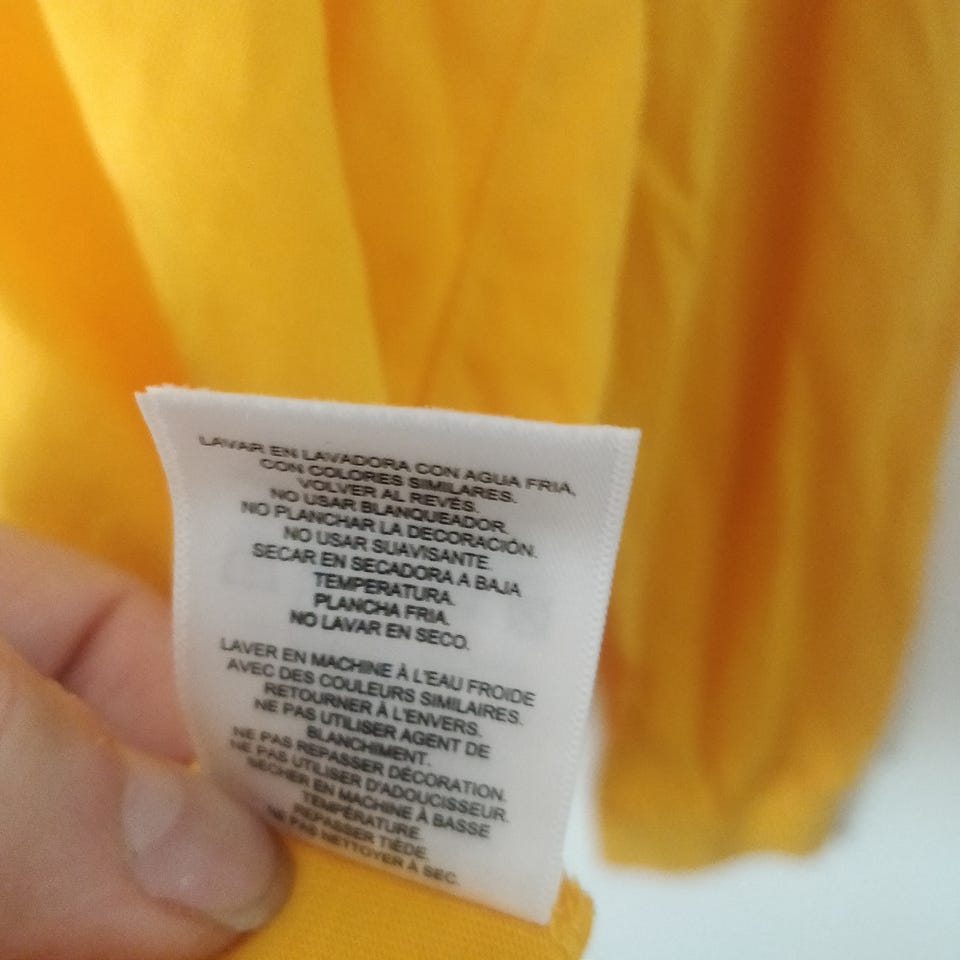 LAVAR EN LAVADORA CON AGUA FRIA,
CON COLORES SIMILARES.
VOLVER AL REVÉS.
NO USAR BLANQUEADOR.
NO PLANCHAR LA DECORACIÓN.
NO USAR SUAVISANTE.
SECAR EN SECADORA A BAJA
TEMPERATURA.
PLANCHA FRIA.
NO LAVAR EN SECO.
LAVER EN MACHINE À L'EAU FROIDE
AVEC DES COULEURS SIMILAIRES.
RETOURNER À L'ENVERS.
NE PAS UTILISER AGENT DE
BLANCHIMENT.
NE PAS REPASSER DÉCORATION.
NE PAS UTILISER D'ADOUCISSEUR.
SÉCHER EN MACHINE À BASSE
TEMPÉRATURE.
REPASSER TIÈDE.
NE PAS NETTOYER À SEC.